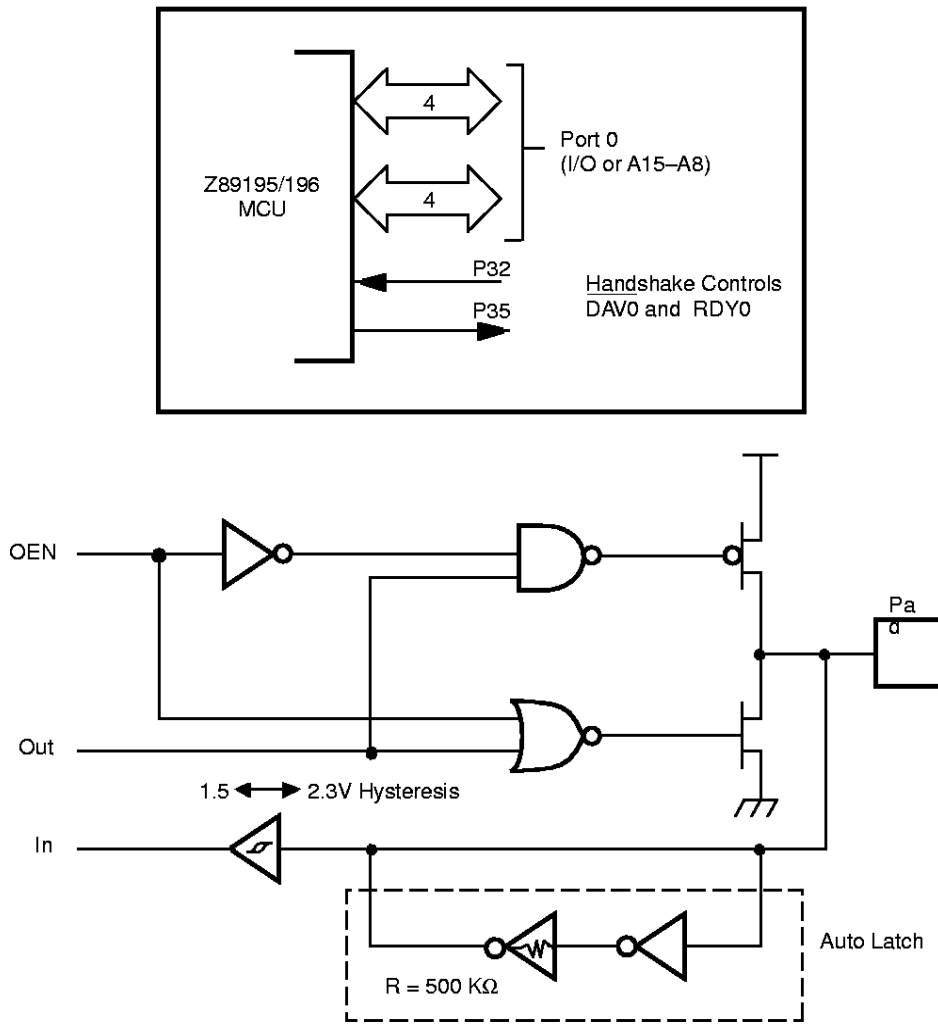 4
Port 0
(I/O or A15–A8)
Z89195/196
MCU
4
P32
Handshake Controls
DAV0 and RDY0
P35
OEN
Pa
d
Out
1.5
2.3V Hysteresis
In
Auto Latch
R = 500 KΩ